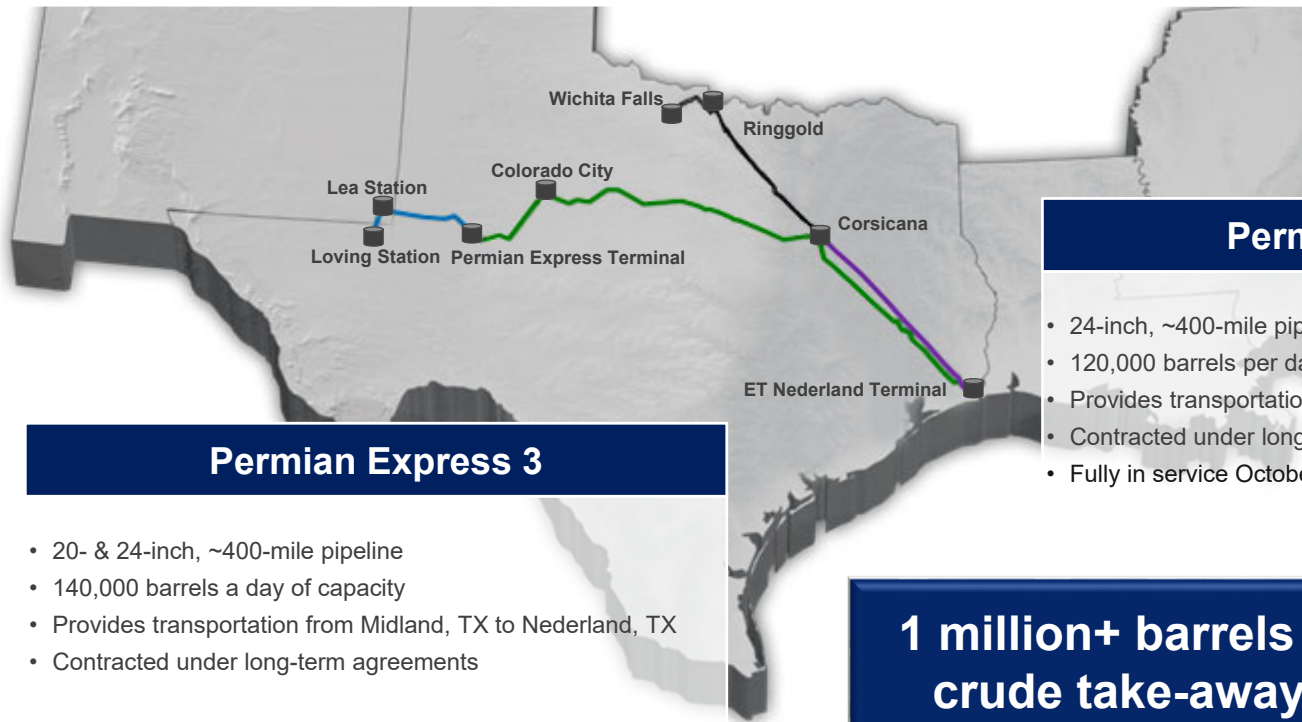 Wichita Falls
Ringgold
Colorado City
Lea Station
Corsicana
Loving Station
Permian Express Terminal
ET Nederland Terminal
Permian Express 3
• 20- & 24-inch, ~400-mile pipeline
• 140,000 barrels a day of capacity
• Provides transportation from Midland, TX to Nederland, TX
• Contracted under long-term agreements
• 24-inch, ~400-mile
• 120,000 barrels per
• Provides
• Contracted under
• Fully in service
1 million+ barrels
crude take-away